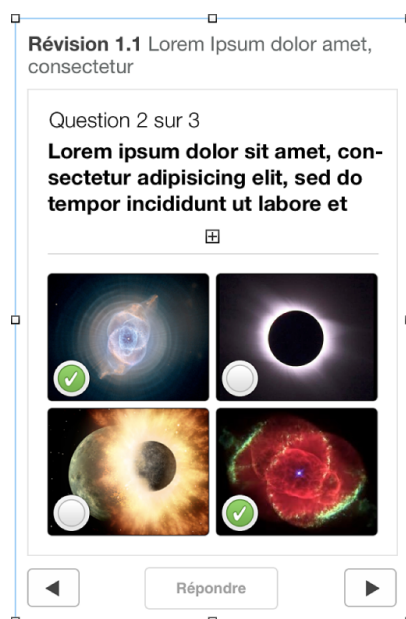 Révision 1.1 Lorem Ipsum dolor amet,
consectetur
Question 2 sur 3
Lorem ipsum dolor sit amet, con-
sectetur adipisicing elit, sed do
tempor incididunt ut labore et
Répondre